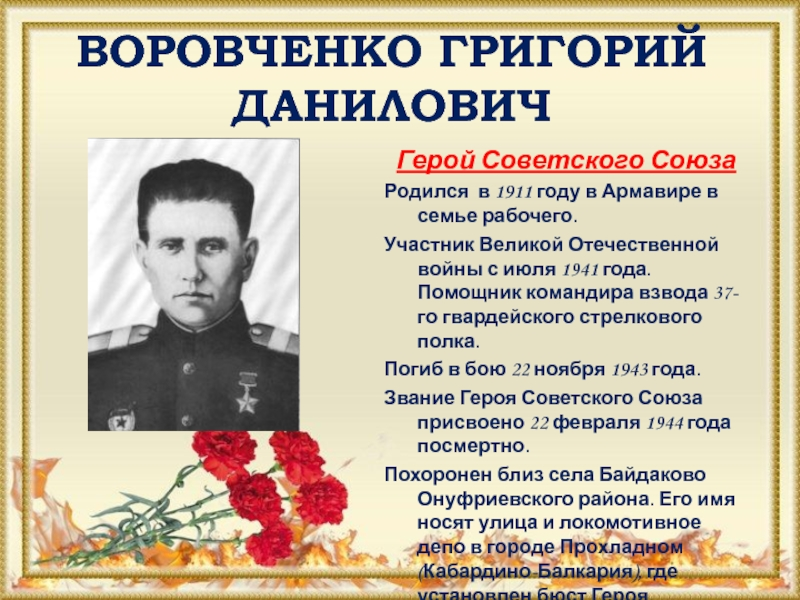 ВОРОВЧЕНКО ГРИГОРИЙ
ДАНИЛОВИЧ
Герой Советского Союза
Родился в 1911 году в Армавире в
семье рабочего.
Участник Великой Отечественной
войны с июля 1941 года.
Помощник командира взвода 37-
го гвардейского стрелкового
полка.
Погиб в бою 22 ноября 1943 года.
Звание Героя Советского Союза
присвоено 22 февраля 1944 года
посмертно.
Похоронен близ села Байдаково
Онуфриевского района. Его имя
носят улица и локомотивное
депо в городе Прохладном
(Кабардино-Балкария), где
установлен бюст Героя